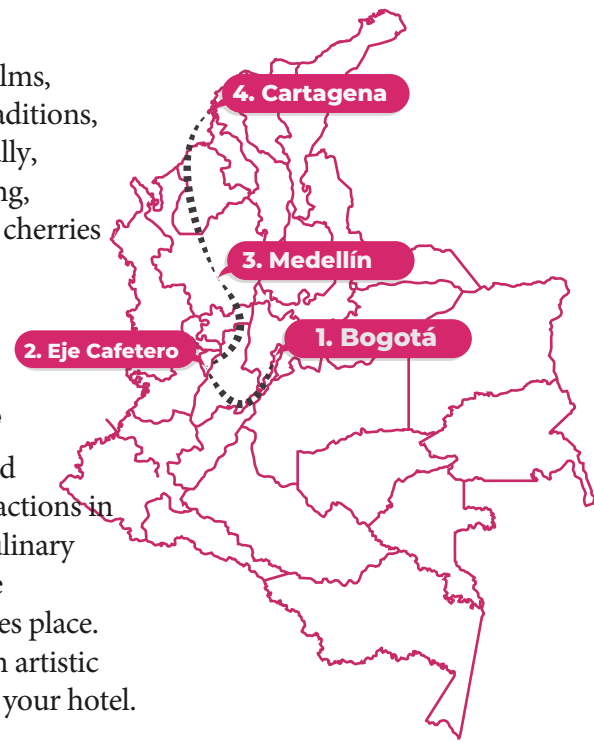 lms,
aditions,
lly,
ng,
cherries
d
actions in
ulinary
e
es place.
n artistic
your hotel.
4. Cartagena
3. Medellín
1. Bogotá
2. Eje Cafetero